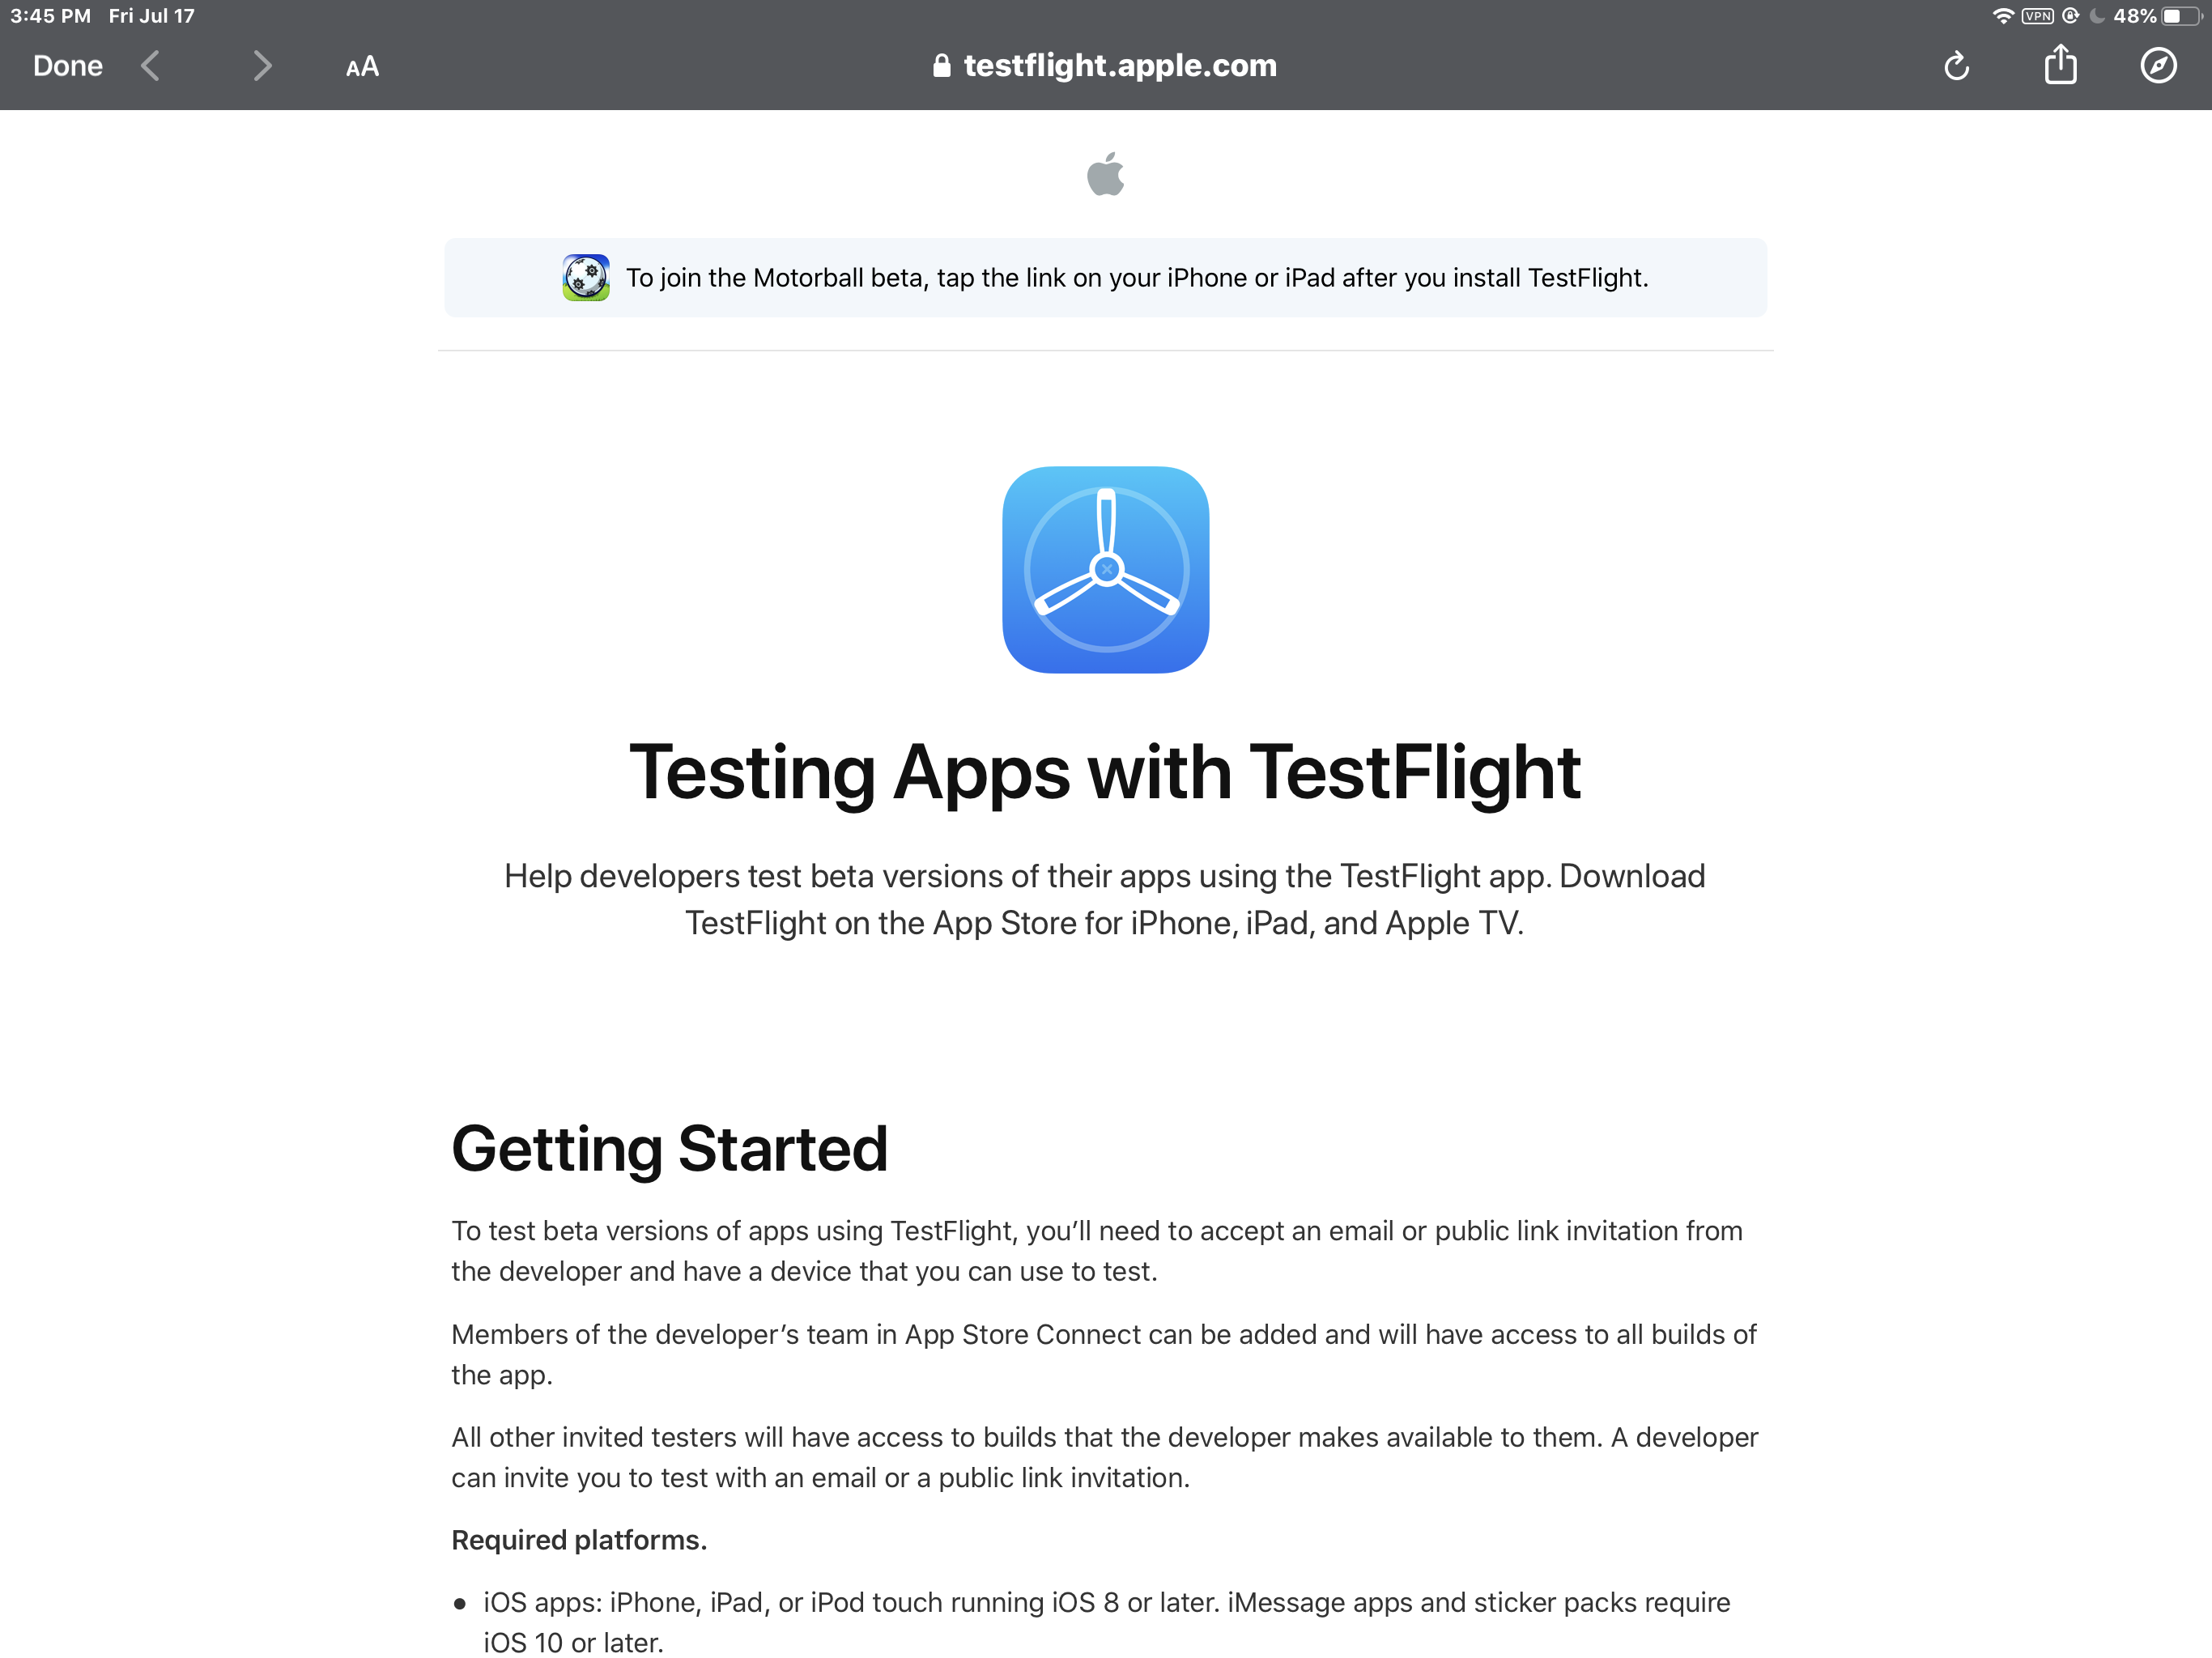 3:45 PM Fri Jul 17 VPN 48%
Done AA testflight.apple.com
To join the Motorball beta, tap the link on your iPhone or iPad after you install TestFlight.
Testing Apps with TestFlight
Help developers test beta versions of their apps using the TestFlight app. Download
TestFlight on the App Store for iPhone, iPad, and Apple TV.
Getting Started
To test beta versions of apps using TestFlight, you’ll need to accept an email or public link invitation from
the developer and have a device that you can use to test.
Members of the developer’s team in App Store Connect can be added and will have access to all builds of
the app.
All other invited testers will have access to builds that the developer makes available to them. A developer
can invite you to test with an email or a public link invitation.
Required platforms.
• iOS apps: iPhone, iPad, or iPod touch running iOS 8 or later. iMessage apps and sticker packs require
iOS 10 or later.